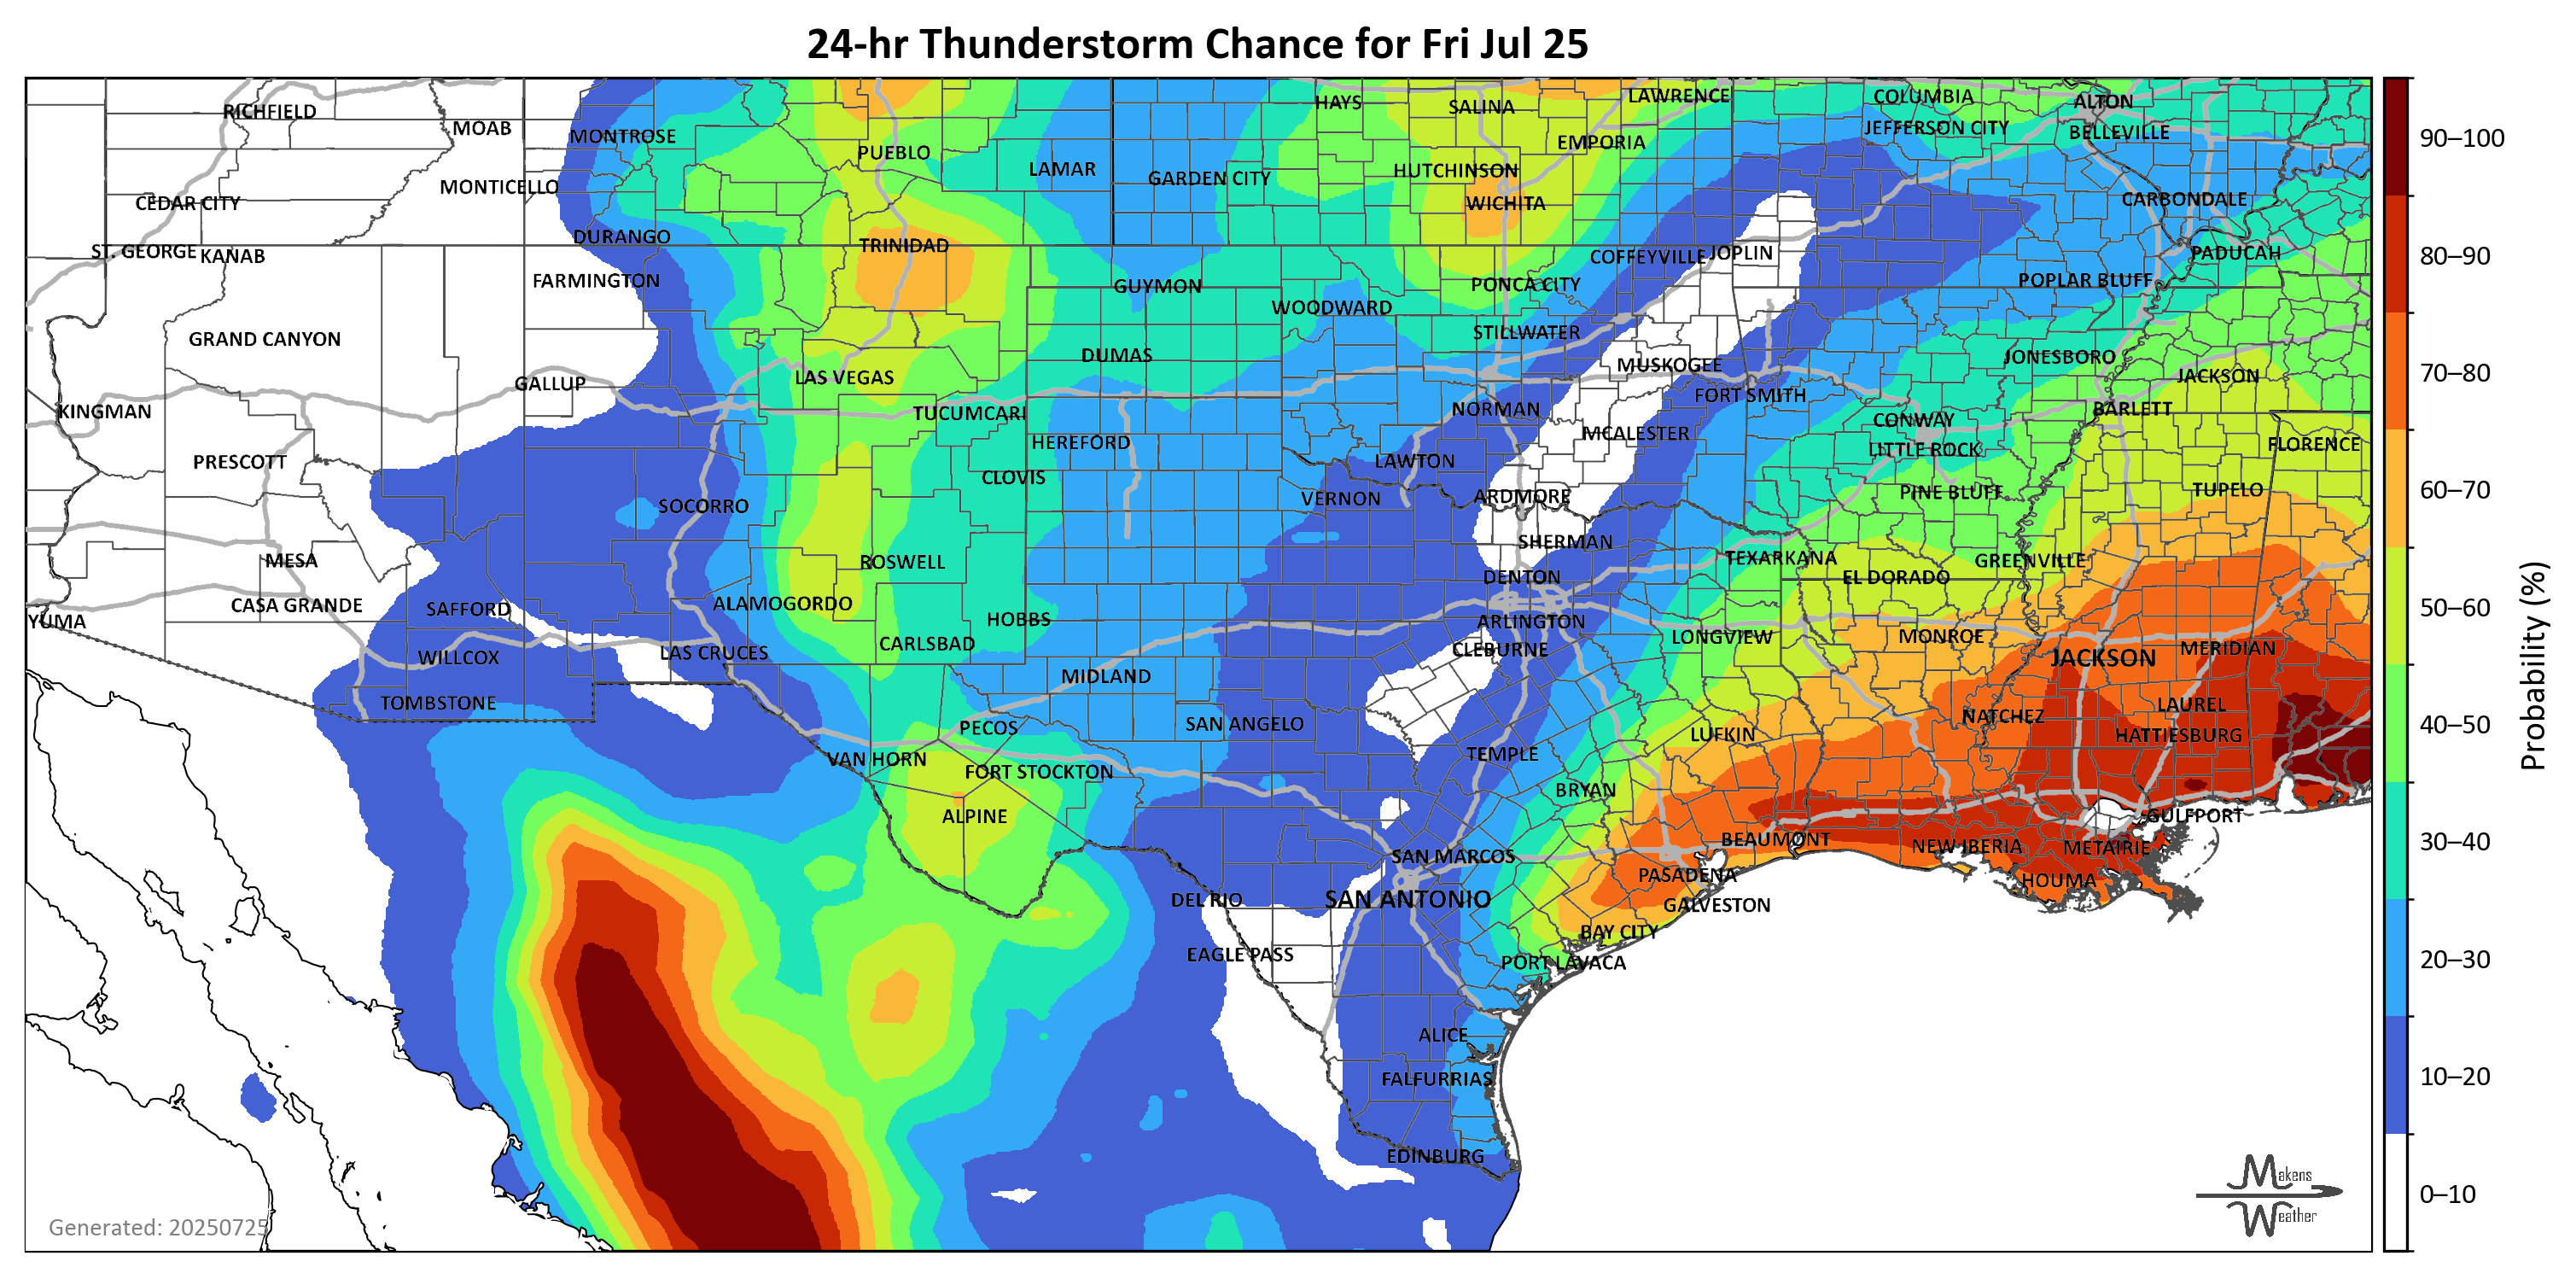 24-hr Thunderstorm Chance for Fri Jul 25
RICHFIELD
MOAB
MONTROSE
PUEBLO
LAMAR
HAYS
SALINA
LAWRENCE
COLUMBIA
ALTON
JEFFERSON CITY
BELLEVILLE
EMPORIA
HUTCHINSON
GARDEN CITY
MONTICELLO
CEDAR CITY
WICHITA
CARBONDALE
DURANGO
TRINIDAD
ST. GEORGE
KANAB
COFFEYVILLE
JOPLIN
PADUCAH
FARMINGTON
GUYMON
PONCA CITY
POPLAR BLUFF
WOODWARD
GRAND CANYON
STILLWATER
DUMAS
JONESBORO
MUSKOGEE
LAS VEGAS
JACKSON
GALLUP
FORT SMITH
KINGMAN
TUCUMCARI
NORMAN
BARLETT
CONWAY
HEREFORD
MCALESTER
LITTLE ROCK
FLORENCE
PRESCOTT
LAWTON
CLOVIS
VERNON
ARDMORE
PINE BLUFF
TUPELO
SOCORRO
SHERMAN
MESA
ROSWELL
TEXARKANA
GREENVILLE
DENTON
EL DORADO
CASA GRANDE
SAFFORD
ALAMOGORDO
YUMA
HOBBS
ARLINGTON
CARLSBAD
LONGVIEW
MONROE
WILLCOX
LAS CRUCES
CLEBURNE
JACKSON
MERIDIAN
TOMBSTONE
MIDLAND
PECOS
SAN ANGELO
NATCHEZ
LAUREL
LUFKIN
HATTIESBURG
VAN HORN
FORT STOCKTON
TEMPLE
BRYAN
ALPINE
GULFPORT
BEAUMONT
NEW IBERIA
METAIRIE
SAN MARCOS
PASADENA
HOUMA
DEL RIO
SAN ANTONIO
GALVESTON
BAY CITY
EAGLE PASS
PORT LAVACA
ALICE
FALFURRIAS
EDINBURG
Generated: 20250725
Makens
Weather
90–100
80–90
70–80
60–70
50–60
40–50
30–40
20–30
10–20
0–10
Probability (%)